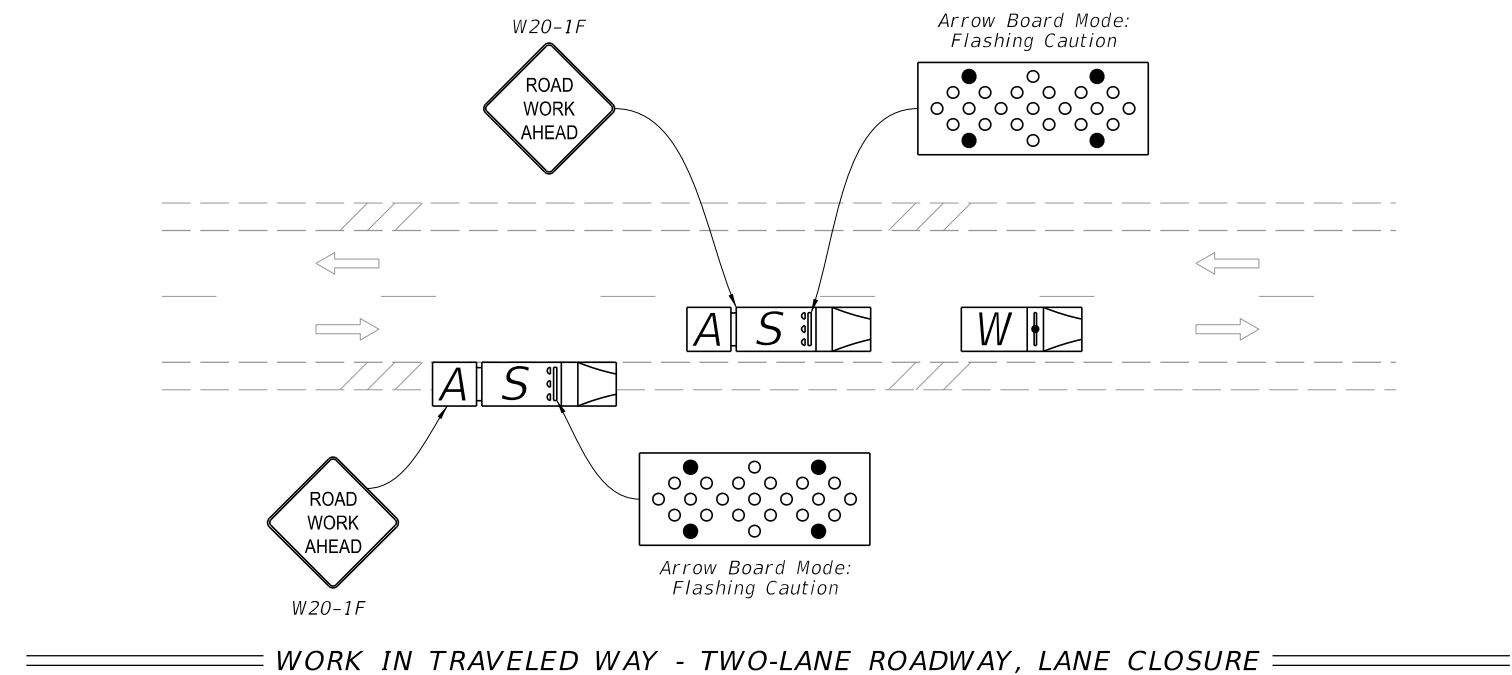 W20-1F
ROAD
WORK
AHEAD
Arrow Board Mode:
Flashing Caution
A S
W
A S
ROAD
WORK
AHEAD
W20-1F
Arrow Board Mode:
Flashing Caution
WORK IN TRAVELED WAY - TWO-LANE ROADWAY, LANE CLOSURE